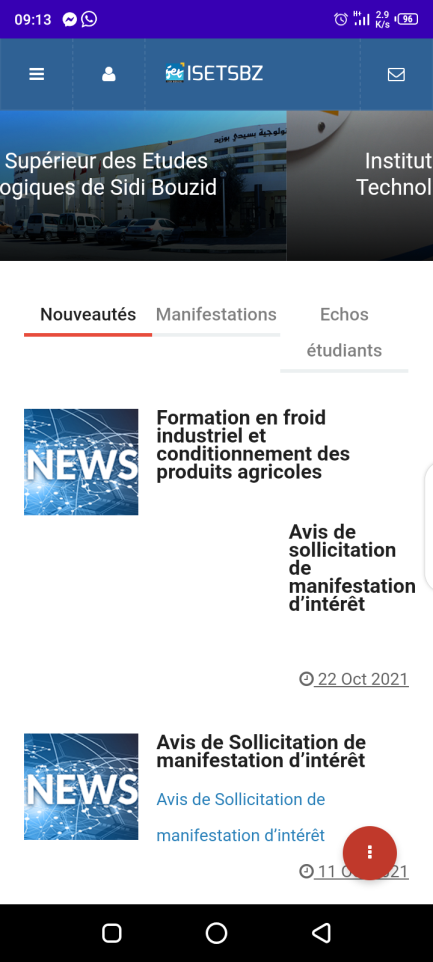 09:13
H+
2.9
K/s
96
ISETSBZ
Supérieur des Etudes
ogiques de Sidi Bouzid
Institut
Technol
Nouveautés
Manifestations
Echos
étudiants
NEWS
Formation en froid
industriel et
conditionnement des
produits agricoles
Avis de
sollicitation
de
manifestation
d'intérêt
22 Oct 2021
NEWS
Avis de Sollicitation de
manifestation d'intérêt
Avis de Sollicitation de
manifestation d'intérêt
11 O 21